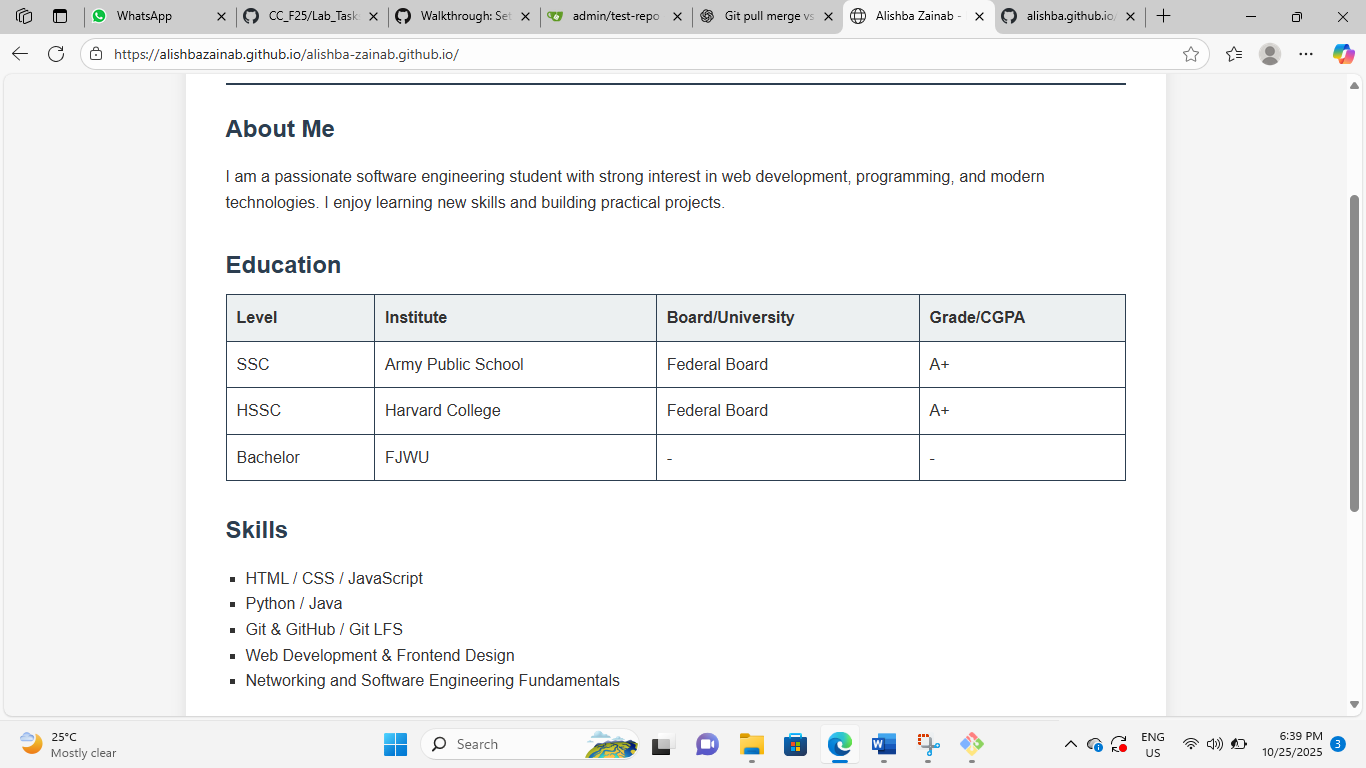 WhatsApp
CC_F25/Lab_Task
Walkthrough: Set
admin/test-repo
Git pull merge vs
Alishba Zainab -
alishba.github.io/
https://alishbazainab.github.io/alishba-zainab.github.io/
About Me
I am a passionate software engineering student with strong interest in web development, programming, and modern
technologies. I enjoy learning new skills and building practical projects.
Education
Level Institute Board/University Grade/CGPA
SSC Army Public School Federal Board A+
HSSC Harvard College Federal Board A+
Bachelor FJWU - -
Skills
HTML / CSS / JavaScript
Python / Java
Git & GitHub / Git LFS
Web Development & Frontend Design
Networking and Software Engineering Fundamentals
25°C
Mostly clear
Search
ENG
US
6:39 PM
10/25/2025
3